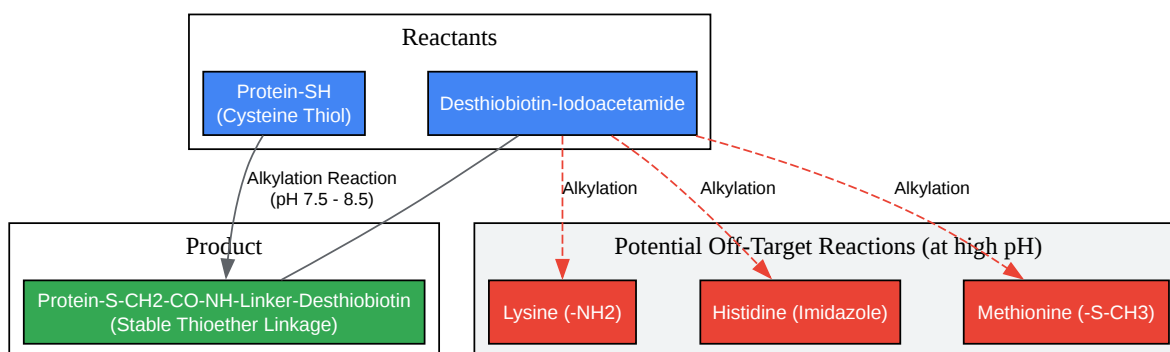 Reactants
Protein-SH
(Cysteine Thiol)
Desthiobiotin-Iodoacetamide
Alkylation Reaction
(pH 7.5 - 8.5)
Alkylation
Alkylation
Alkylation
Product
Protein-S-CH2-CO-NH-Linker-Desthiobiotin
(Stable Thioether Linkage)
Potential Off-Target Reactions (at high pH)
Lysine (-NH2)
Histidine (Imidazole)
Methionine (-S-CH3)